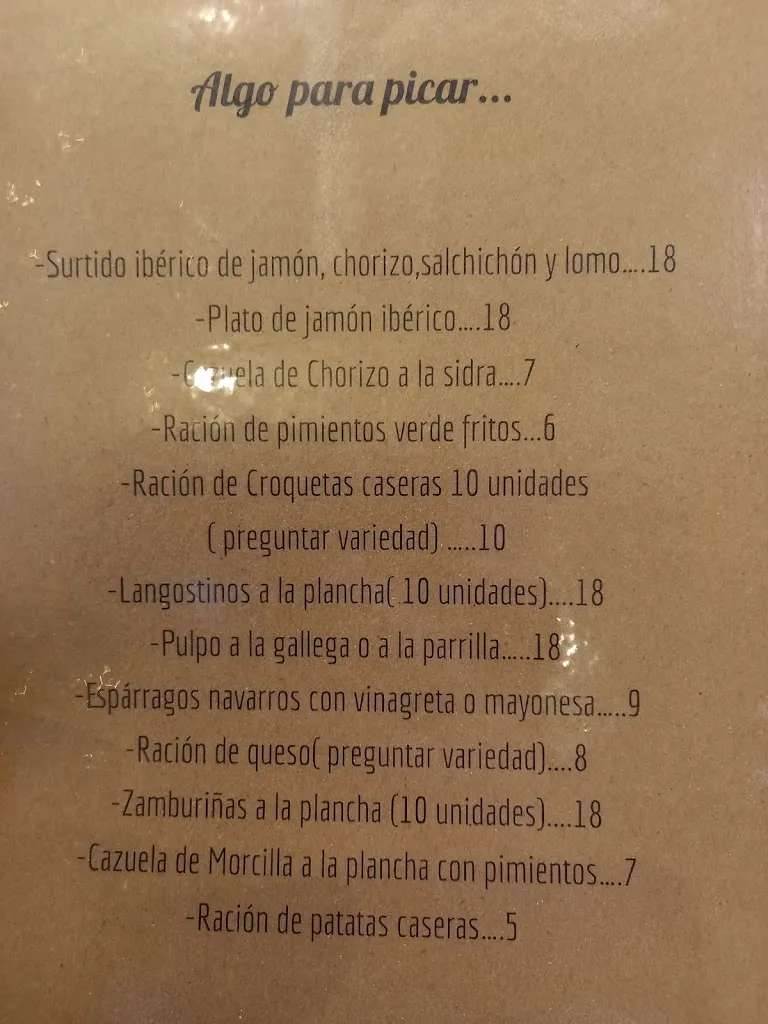 Algo para picar...
-Surtido ibérico de jamón, chorizo,salchichón y lomo....18
-Plato de jamón ibérico....18
-Cazuela de Chorizo a la sidra....7
-Ración de pimientos verde fritos...6
-Ración de Croquetas caseras 10 unidades
( preguntar variedad) .....10
-Langostinos a la plancha( 10 unidades)....18
-Pulpo a la gallega o a la parrilla.....18
-Espárragos navarros con vinagreta o mayonesa.....9
-Ración de queso( preguntar variedad)....8
-Zamburiñas a la plancha (10 unidades)....18
-Cazuela de Morcilla a la plancha con pimientos....7
-Ración de patatas caseras....5